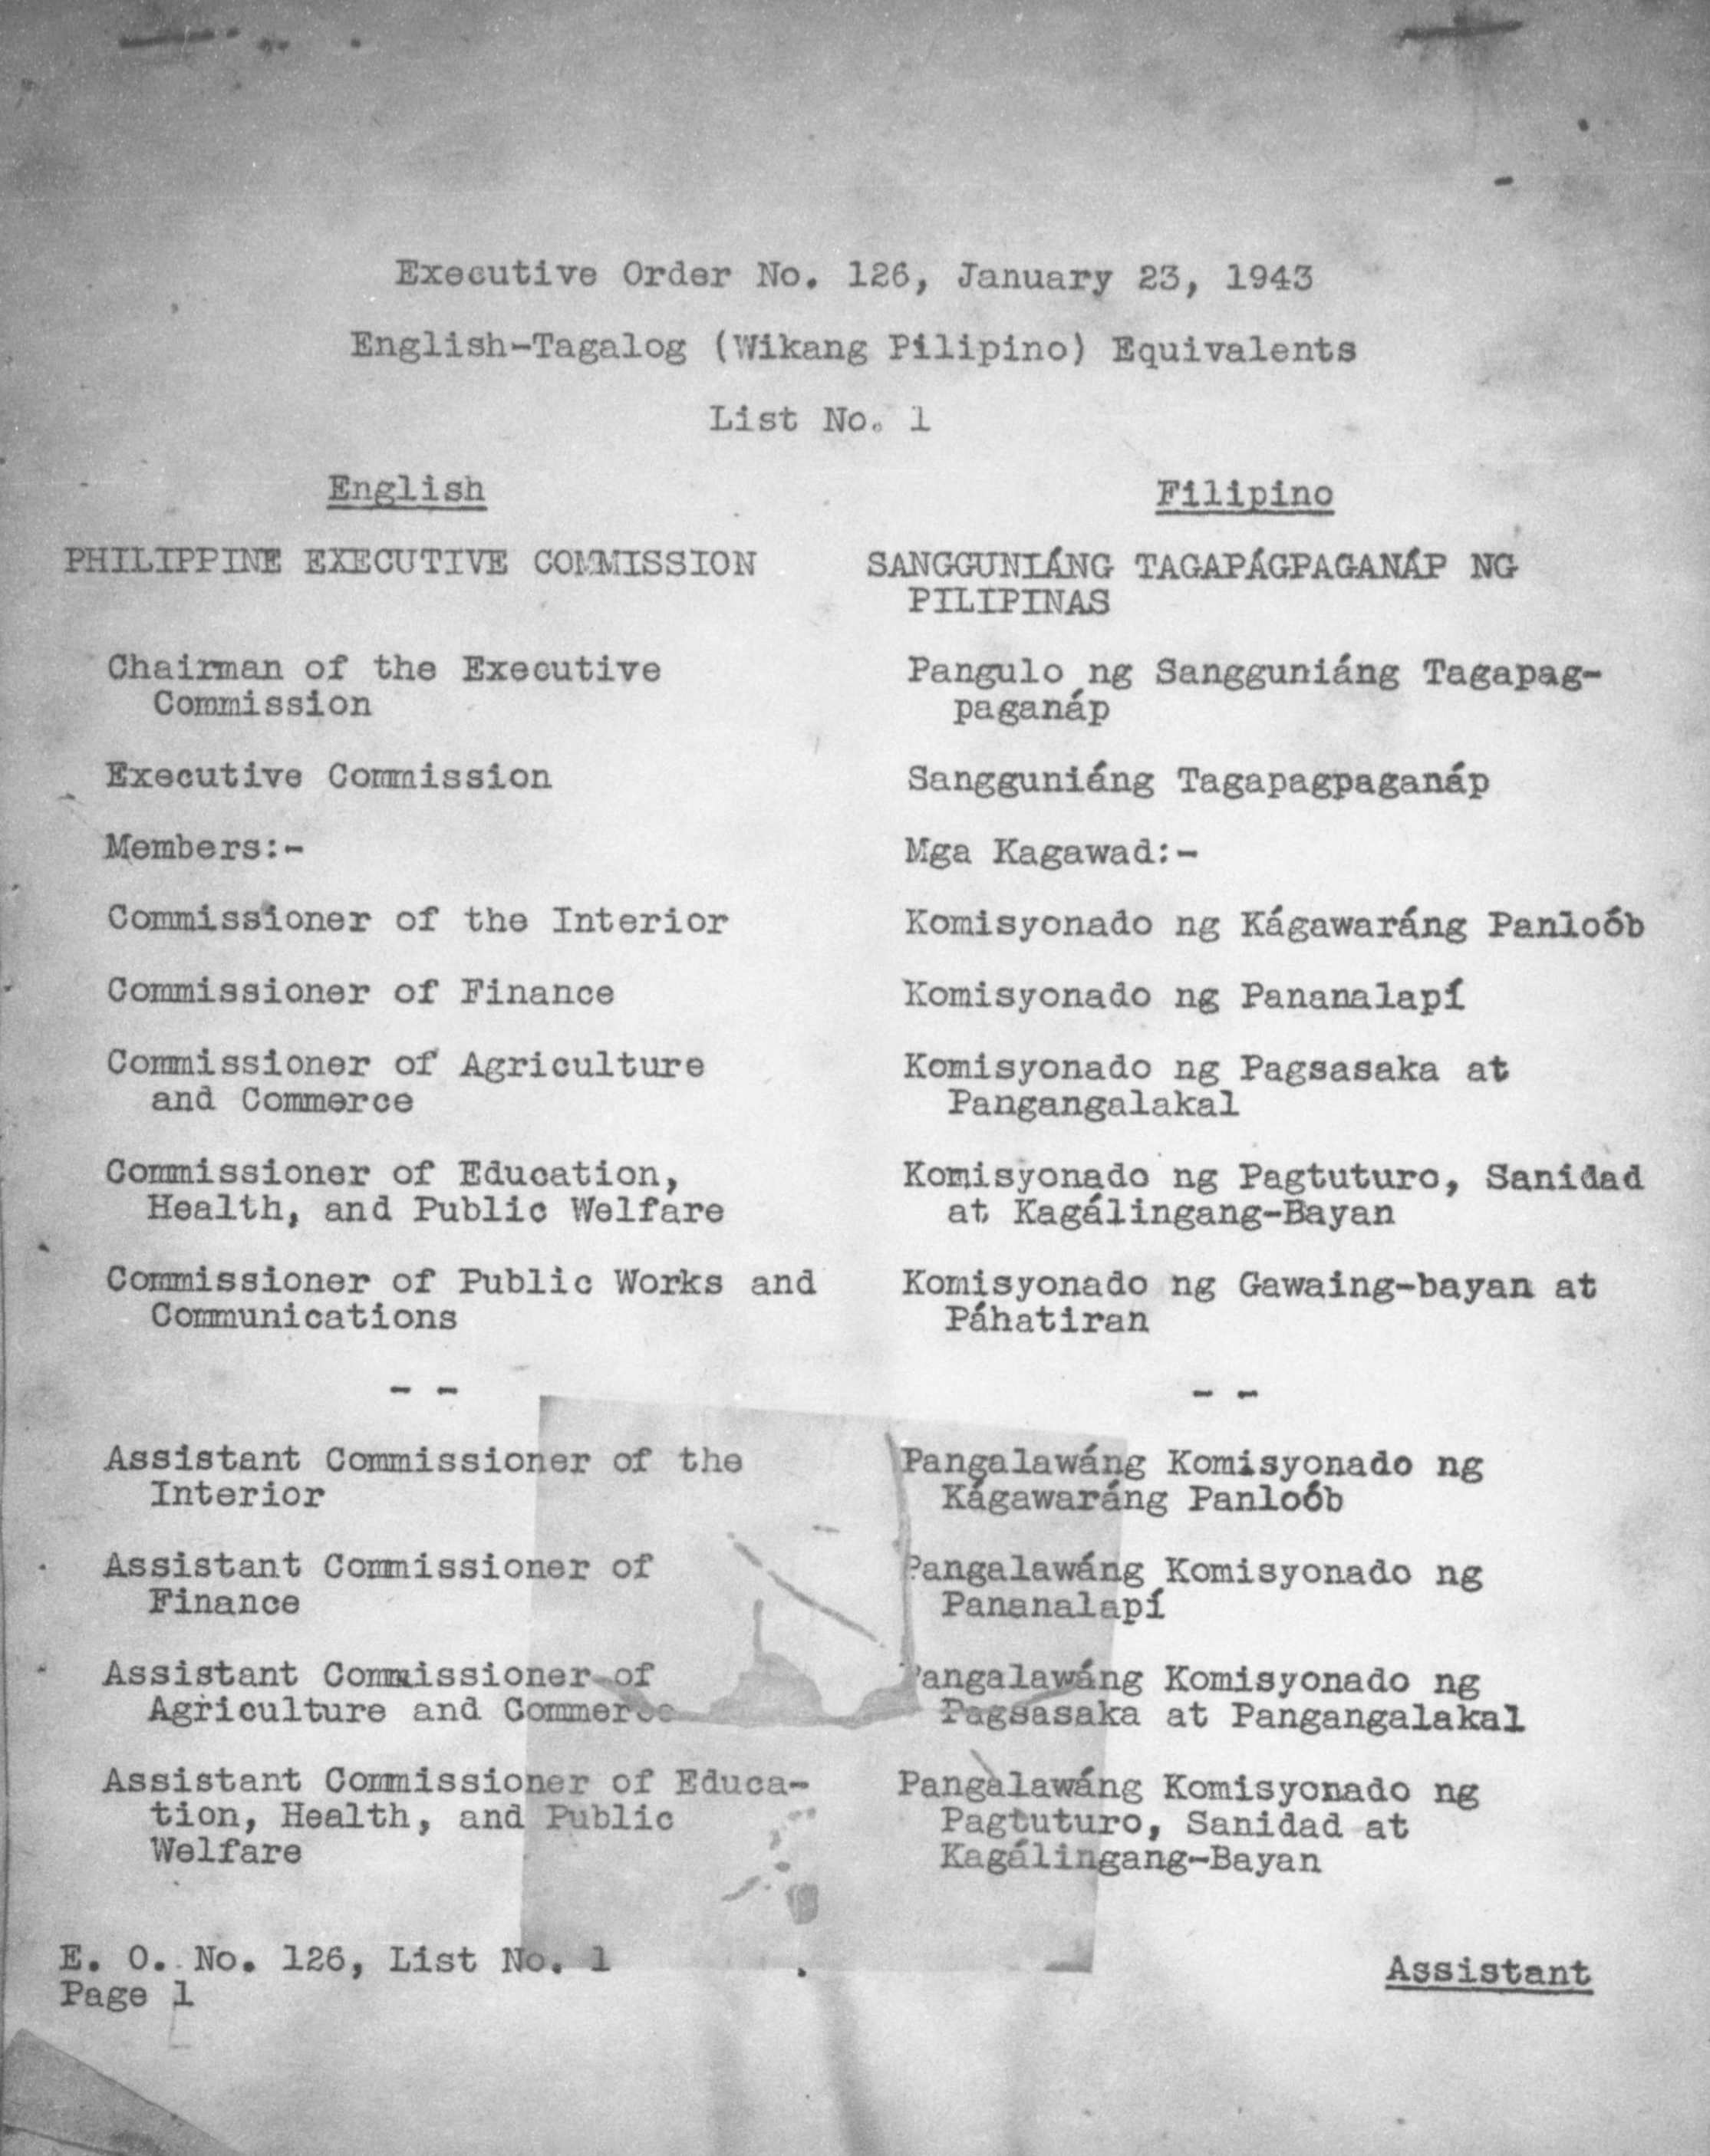 Executive Order No. 126, January 23, 1943
English-Tagalog (Wikang Pilipino) Equivalents
List No. 1
English
Filipino
PHILIPPINE EXECUTIVE COMMISSION
SANGGUNIÁNG TAGAPÁGPAGANÁP NG
PILIPINAS
Chairman of the Executive
Commission
Pangulo ng Sangguniáng Tagapag-
paganáp
Executive Commission
Sangguniáng Tagapagpaganáp
Members:-
Mga Kagawad:-
Commissioner of the Interior
Komisyonado ng Kágawaráng Panloób
Commissioner of Finance
Komisyonado ng Pananalapí
Commissioner of Agriculture
and Commerce
Komisyonado ng Pagsasaka at
Pangangalakal
Commissioner of Education,
Health, and Public Welfare
Komisyonado ng Pagtuturo, Sanidad
at Kagálingang-Bayan
Commissioner of Public Works and
Communications
Komisyonado ng Gawaing-bayan at
Páhatiran
- -
- -
Assistant Commissioner of the
Interior
Pangalawáng Komisyonado ng
Kágawaráng Panloób
Assistant Commissioner of
Finance
Pangalawáng Komisyonado ng
Pananalapí
Assistant Commissioner of
Agriculture and Commerce
Pangalawáng Komisyonado ng
Pagsasaka at Pangangalakal
Assistant Commissioner of Educa-
tion, Health, and Public
Welfare
Pangalawáng Komisyonado ng
Pagtuturo, Sanidad at
Kagálingang-Bayan
E. O. No. 126, List No. 1
Page 1
Assistant